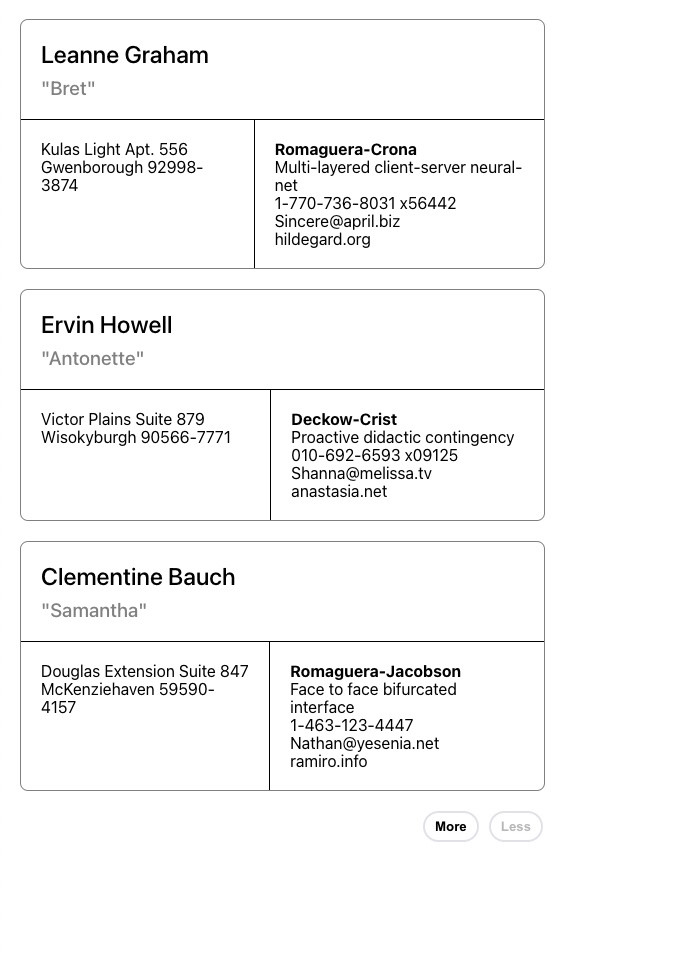 Leanne Graham
"Bret"
Kulas Light Apt. 556
Gwenborough 92998-
3874
Romaguera-Crona
Multi-layered client-server neural-
net
1-770-736-8031 x56442
Sincere@april.biz
hildegard.org
Ervin Howell
"Antonette"
Victor Plains Suite 879
Wisokyburgh 90566-7771
Deckow-Crist
Proactive didactic contingency
010-692-6593 x09125
Shanna@melissa.tv
anastasia.net
Clementine Bauch
"Samantha"
Douglas Extension Suite 847
McKenziehaven 59590-
4157
Romaguera-Jacobson
Face to face bifurcated
interface
1-463-123-4447
Nathan@yesenia.net
ramiro.info
More
Less